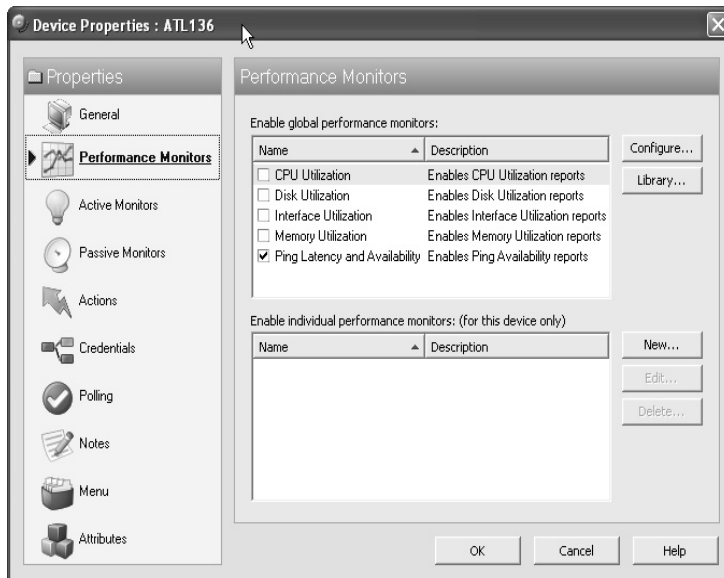 Device Properties : ATL136
Properties
General
Performance Monitors
Active Monitors
Passive Monitors
Actions
Credentials
Polling
Notes
Menu
Attributes
Performance Monitors
Enable global performance monitors:
Name Description
CPU Utilization Enables CPU Utilization reports
Disk Utilization Enables Disk Utilization reports
Interface Utilization Enables Interface Utilization reports
Memory Utilization Enables Memory Utilization reports
Ping Latency and Availability Enables Ping Availability reports
Configure...
Library...
Enable individual performance monitors: (for this device only)
Name Description
New...
Edit...
Delete...
OK Cancel Help